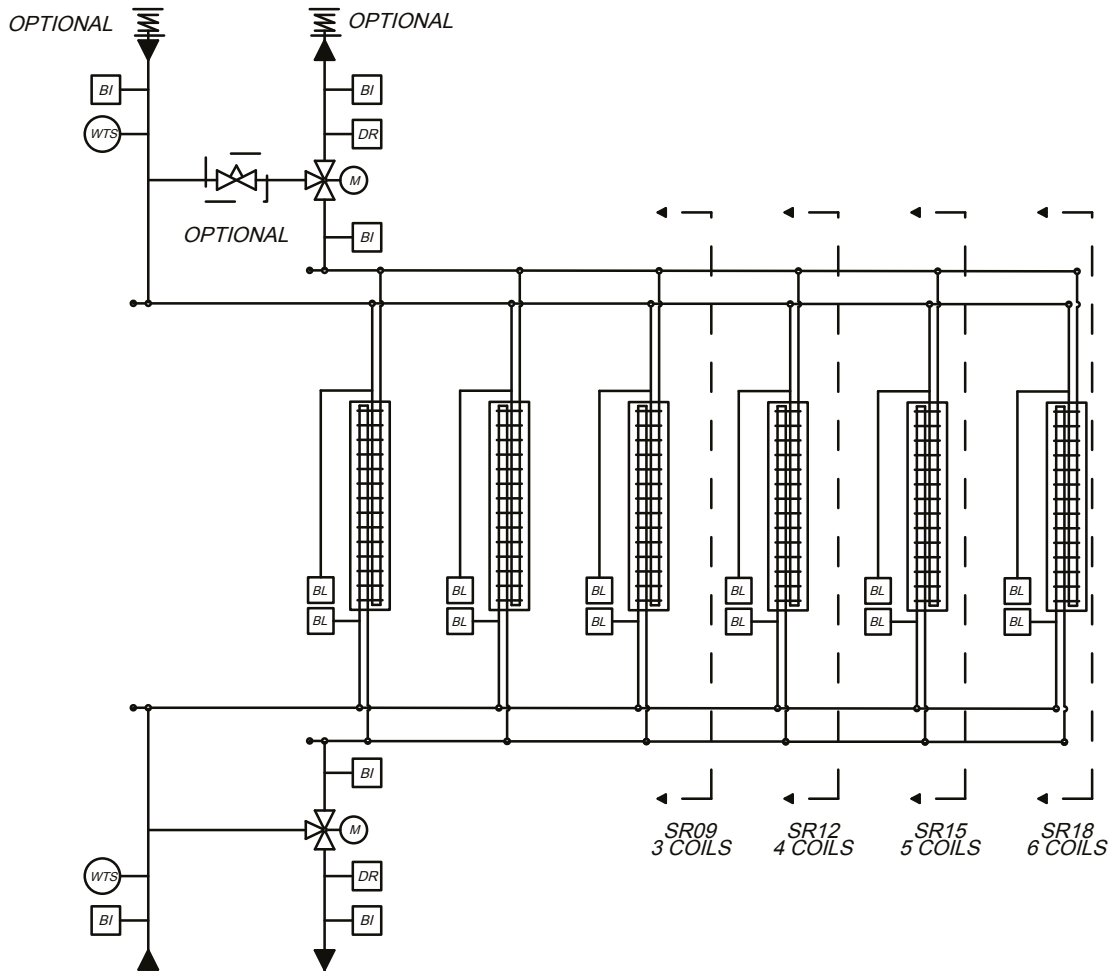 OPTIONAL OPTIONAL
BI BI
WTS DR
M
OPTIONAL BI
BL BL BL BL BL BL
BL BL BL BL BL BL
BI
M
SR09 SR12 SR15 SR18
3 COILS 4 COILS 5 COILS 6 COILS
WTS DR
BI BI